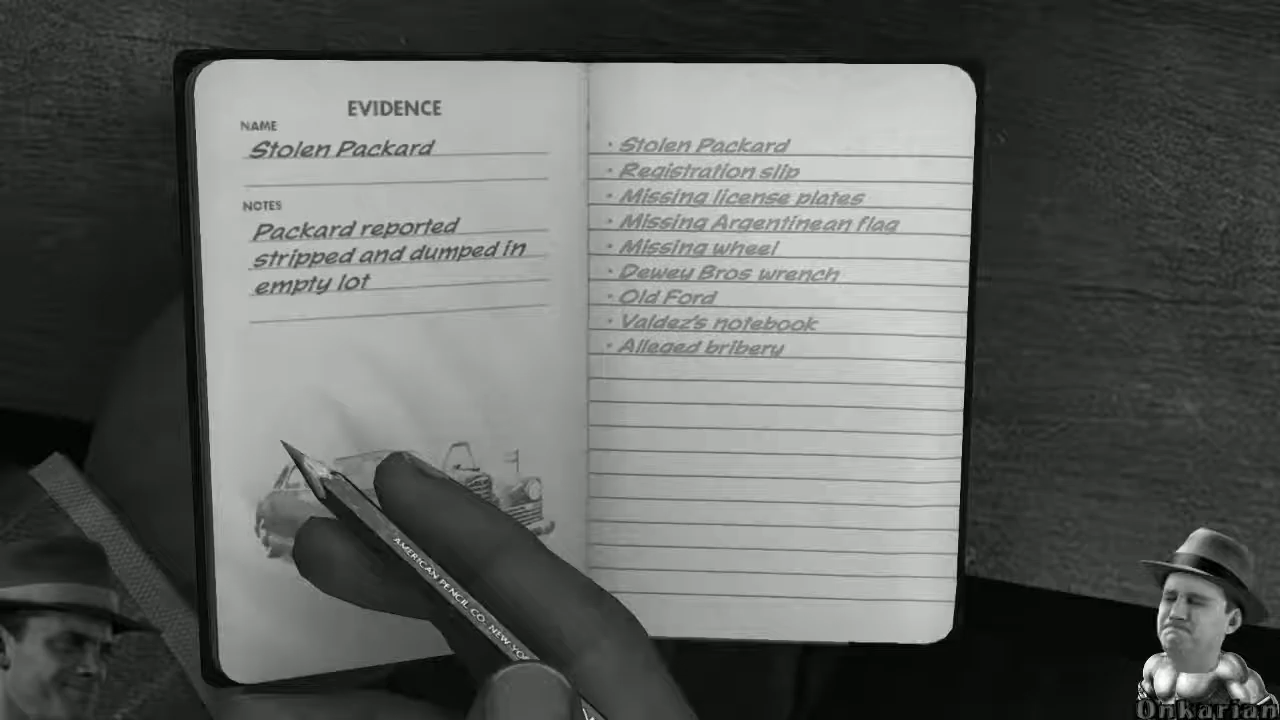 EVIDENCE
NAME
Stolen Packard
NOTES
Packard reported
stripped and dumped in
empty lot
• Stolen Packard
• Registration slip
• Missing license plates
• Missing Argentinean flag
• Missing wheel
• Dewey Bros wrench
• Old Ford
• Valdez's notebook
• Alleged bribery
AMERICAN PENCIL CO. NEW YO
Onkarian